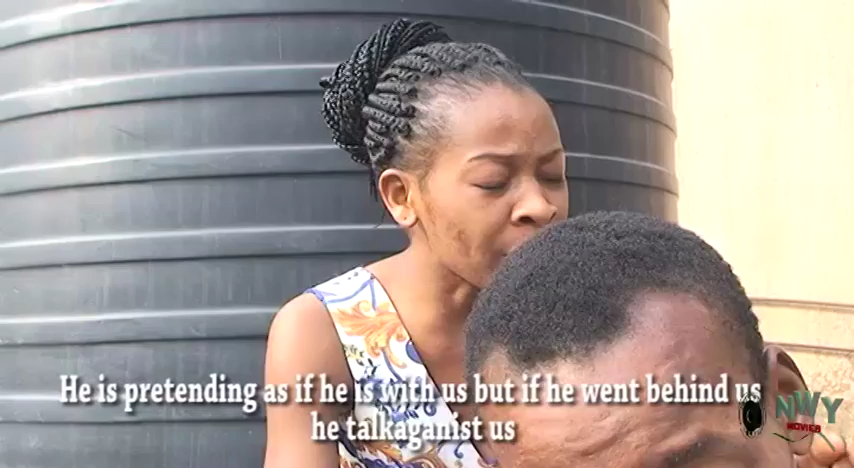 He is pretending as if he is with us but if he went behind us
he talkaganist us
NWY
MOVIES